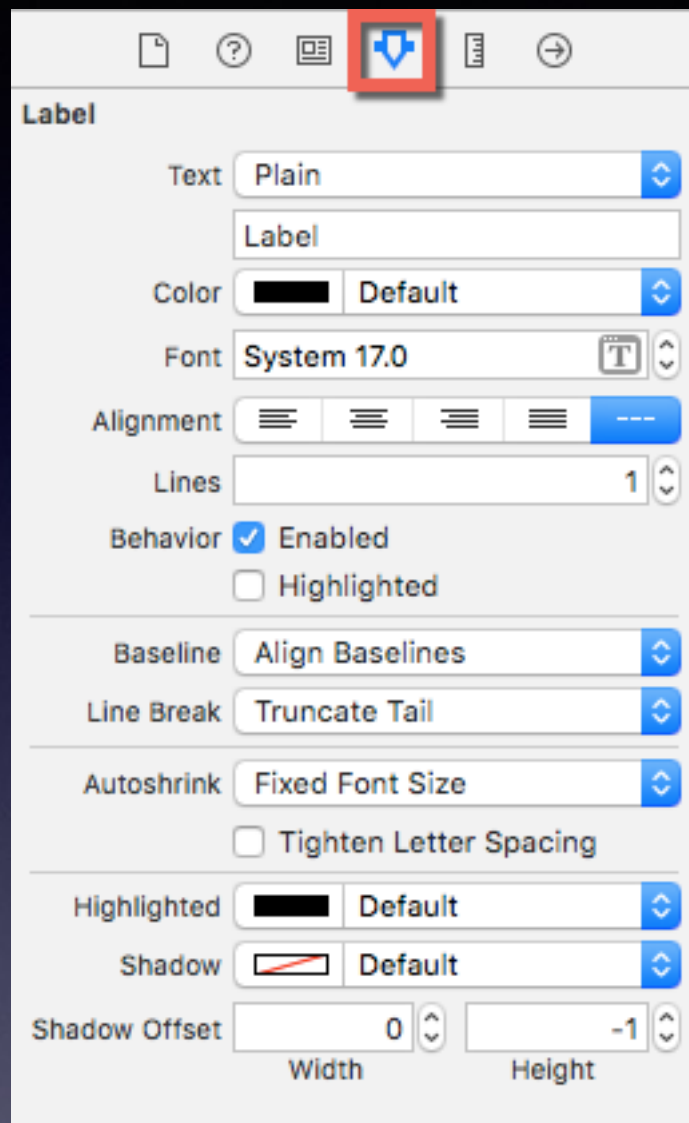 Label
Text Plain
Label
Color Default
Font System 17.0 T
Alignment ---
Lines 1
Behavior Enabled
Highlighted
Baseline Align Baselines
Line Break Truncate Tail
Autoshrink Fixed Font Size
Tighten Letter Spacing
Highlighted Default
Shadow Default
Shadow Offset 0 -1
Width Height